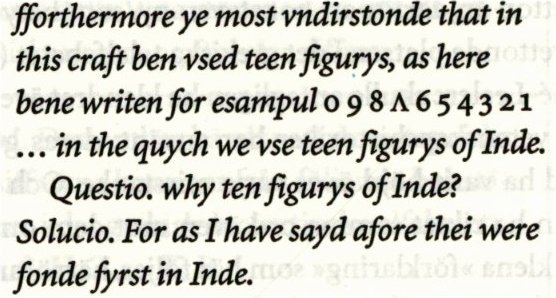 fforthermore ye most vndirstonde that in
this craft ben vsed teen figurys, as here
bene writen for esampul 0 9 8 Λ 6 5 4 3 2 1
... in the quych we vse teen figurys of Inde.
Questio. why ten figurys of Inde?
Solucio. For as I have sayd afore thei were
fonde fyrst in Inde.